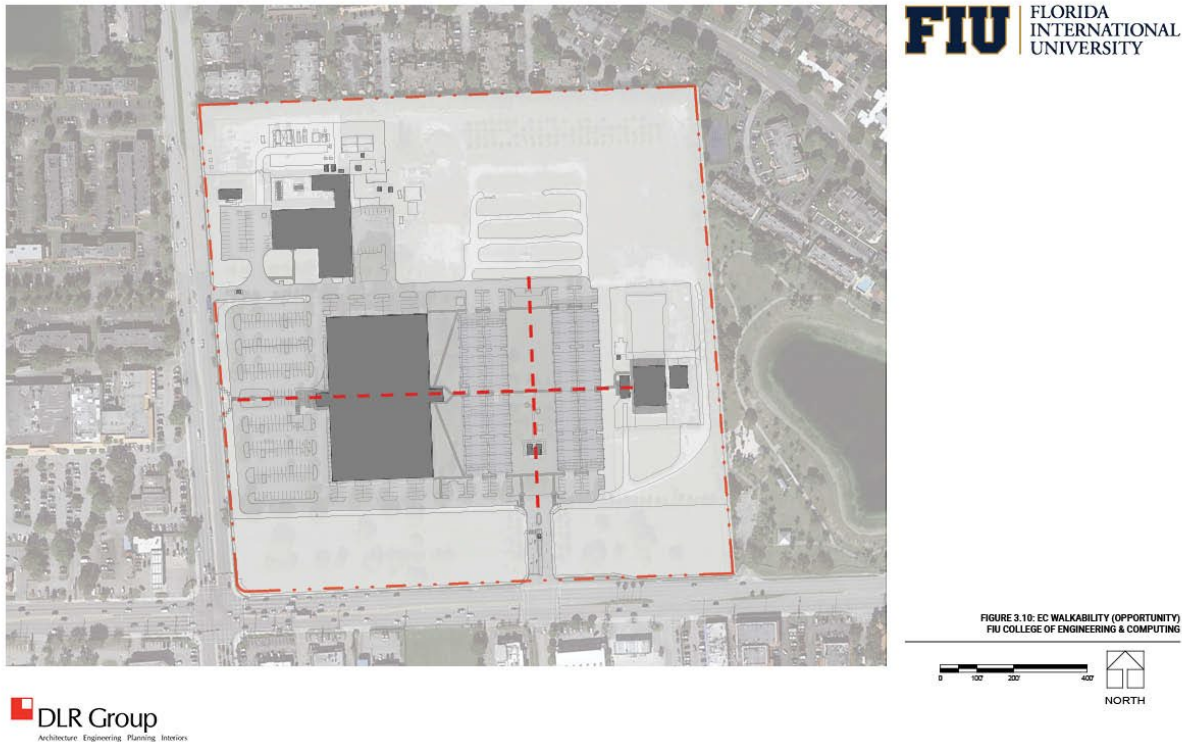 FIU
FLORIDA
INTERNATIONAL
UNIVERSITY
FIGURE 3.10: EC WALKABILITY (OPPORTUNITY)
FIU COLLEGE OF ENGINEERING & COMPUTING
0 100' 200' 400'
NORTH
DLR Group
Architecture Engineering Planning Interiors